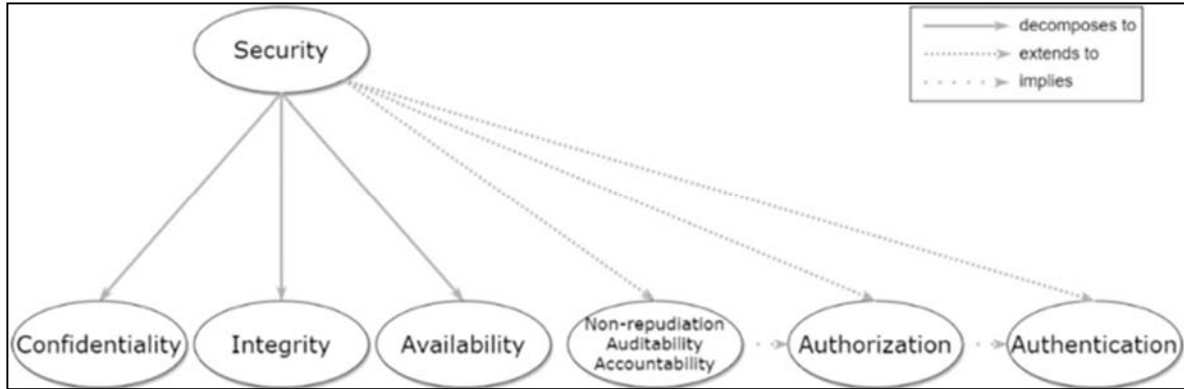 Security
decomposes to
extends to
implies
Confidentiality
Integrity
Availability
Non-repudiation
Auditability
Accountability
Authorization
Authentication